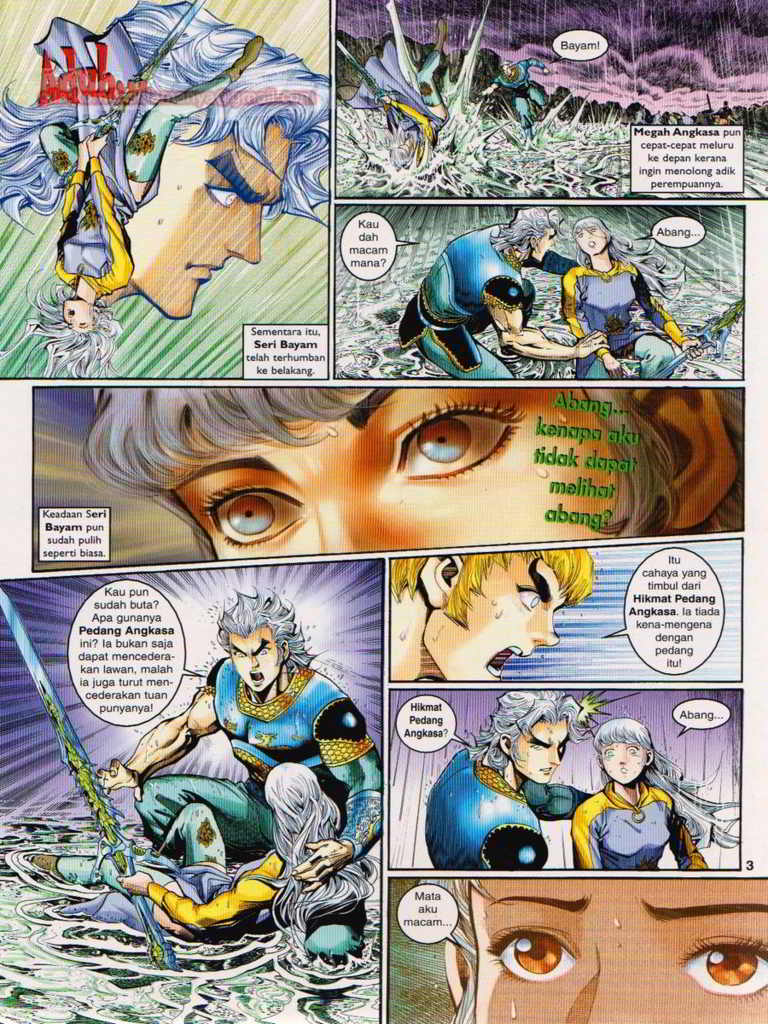 Aduh...
Sementara itu,
Seri Bayam
telah terhumban
ke belakang.
Bayam!
Megah Angkasa pun
cepat-cepat meluru
ke depan kerana
ingin menolong adik
perempuannya.
Kau
dah
macam
mana?
Abang...
Abang...
kenapa aku
tidak dapat
melihat
abang?
Keadaan Seri
Bayam pun
sudah pulih
seperti biasa.
Kau pun
sudah buta?
Apa gunanya
Pedang Angkasa
ini? Ia bukan saja
dapat mencedera-
kan lawan, malah
ia juga turut men-
cederakan tuan
punyanya!
Itu
cahaya yang
timbul dari
Hikmat Pedang
Angkasa. Ia tiada
kena-mengena
dengan
pedang
itu!
Hikmat
Pedang
Angkasa?
Abang...
3
Mata
aku
macam...